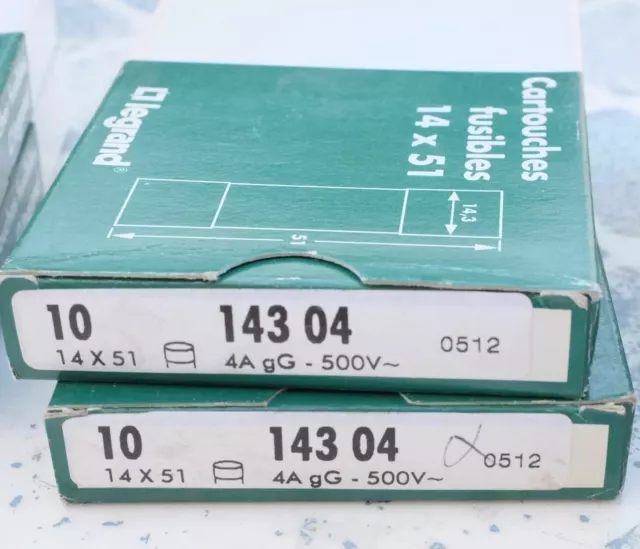 legrand®
Cartouches
fusibles
14 x 51
14,3
51
10 143 04
14 X 51 4A gG - 500V~ 0512
10 143 04
14 X 51 4A gG - 500V~ 0512